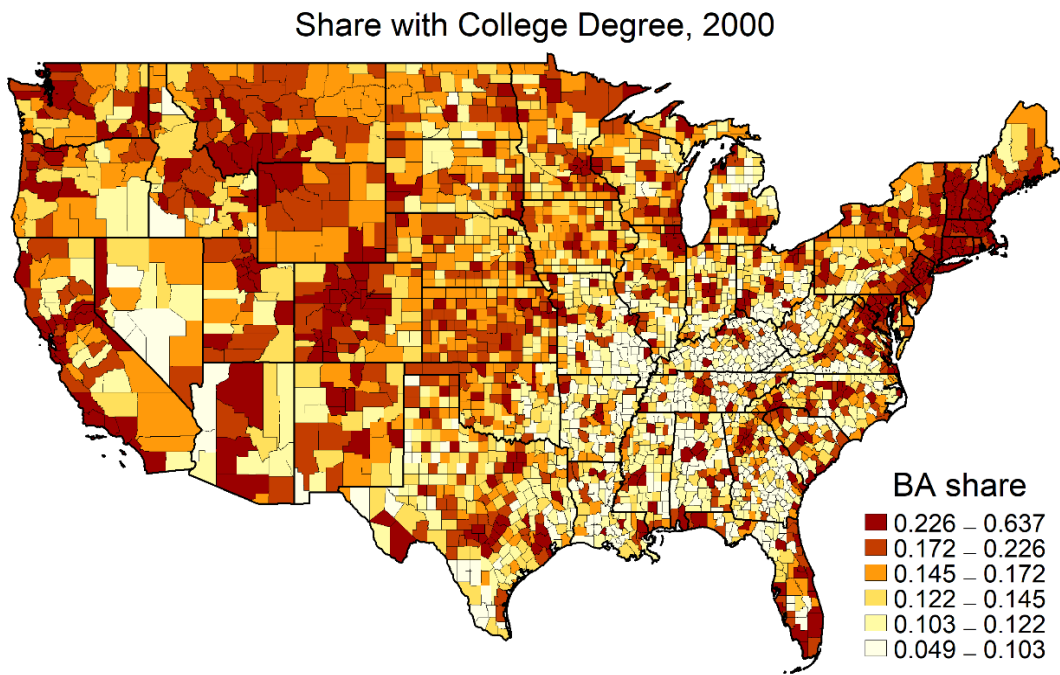 Share with College Degree, 2000
BA share
0.226 – 0.637
0.172 – 0.226
0.145 – 0.172
0.122 – 0.145
0.103 – 0.122
0.049 – 0.103